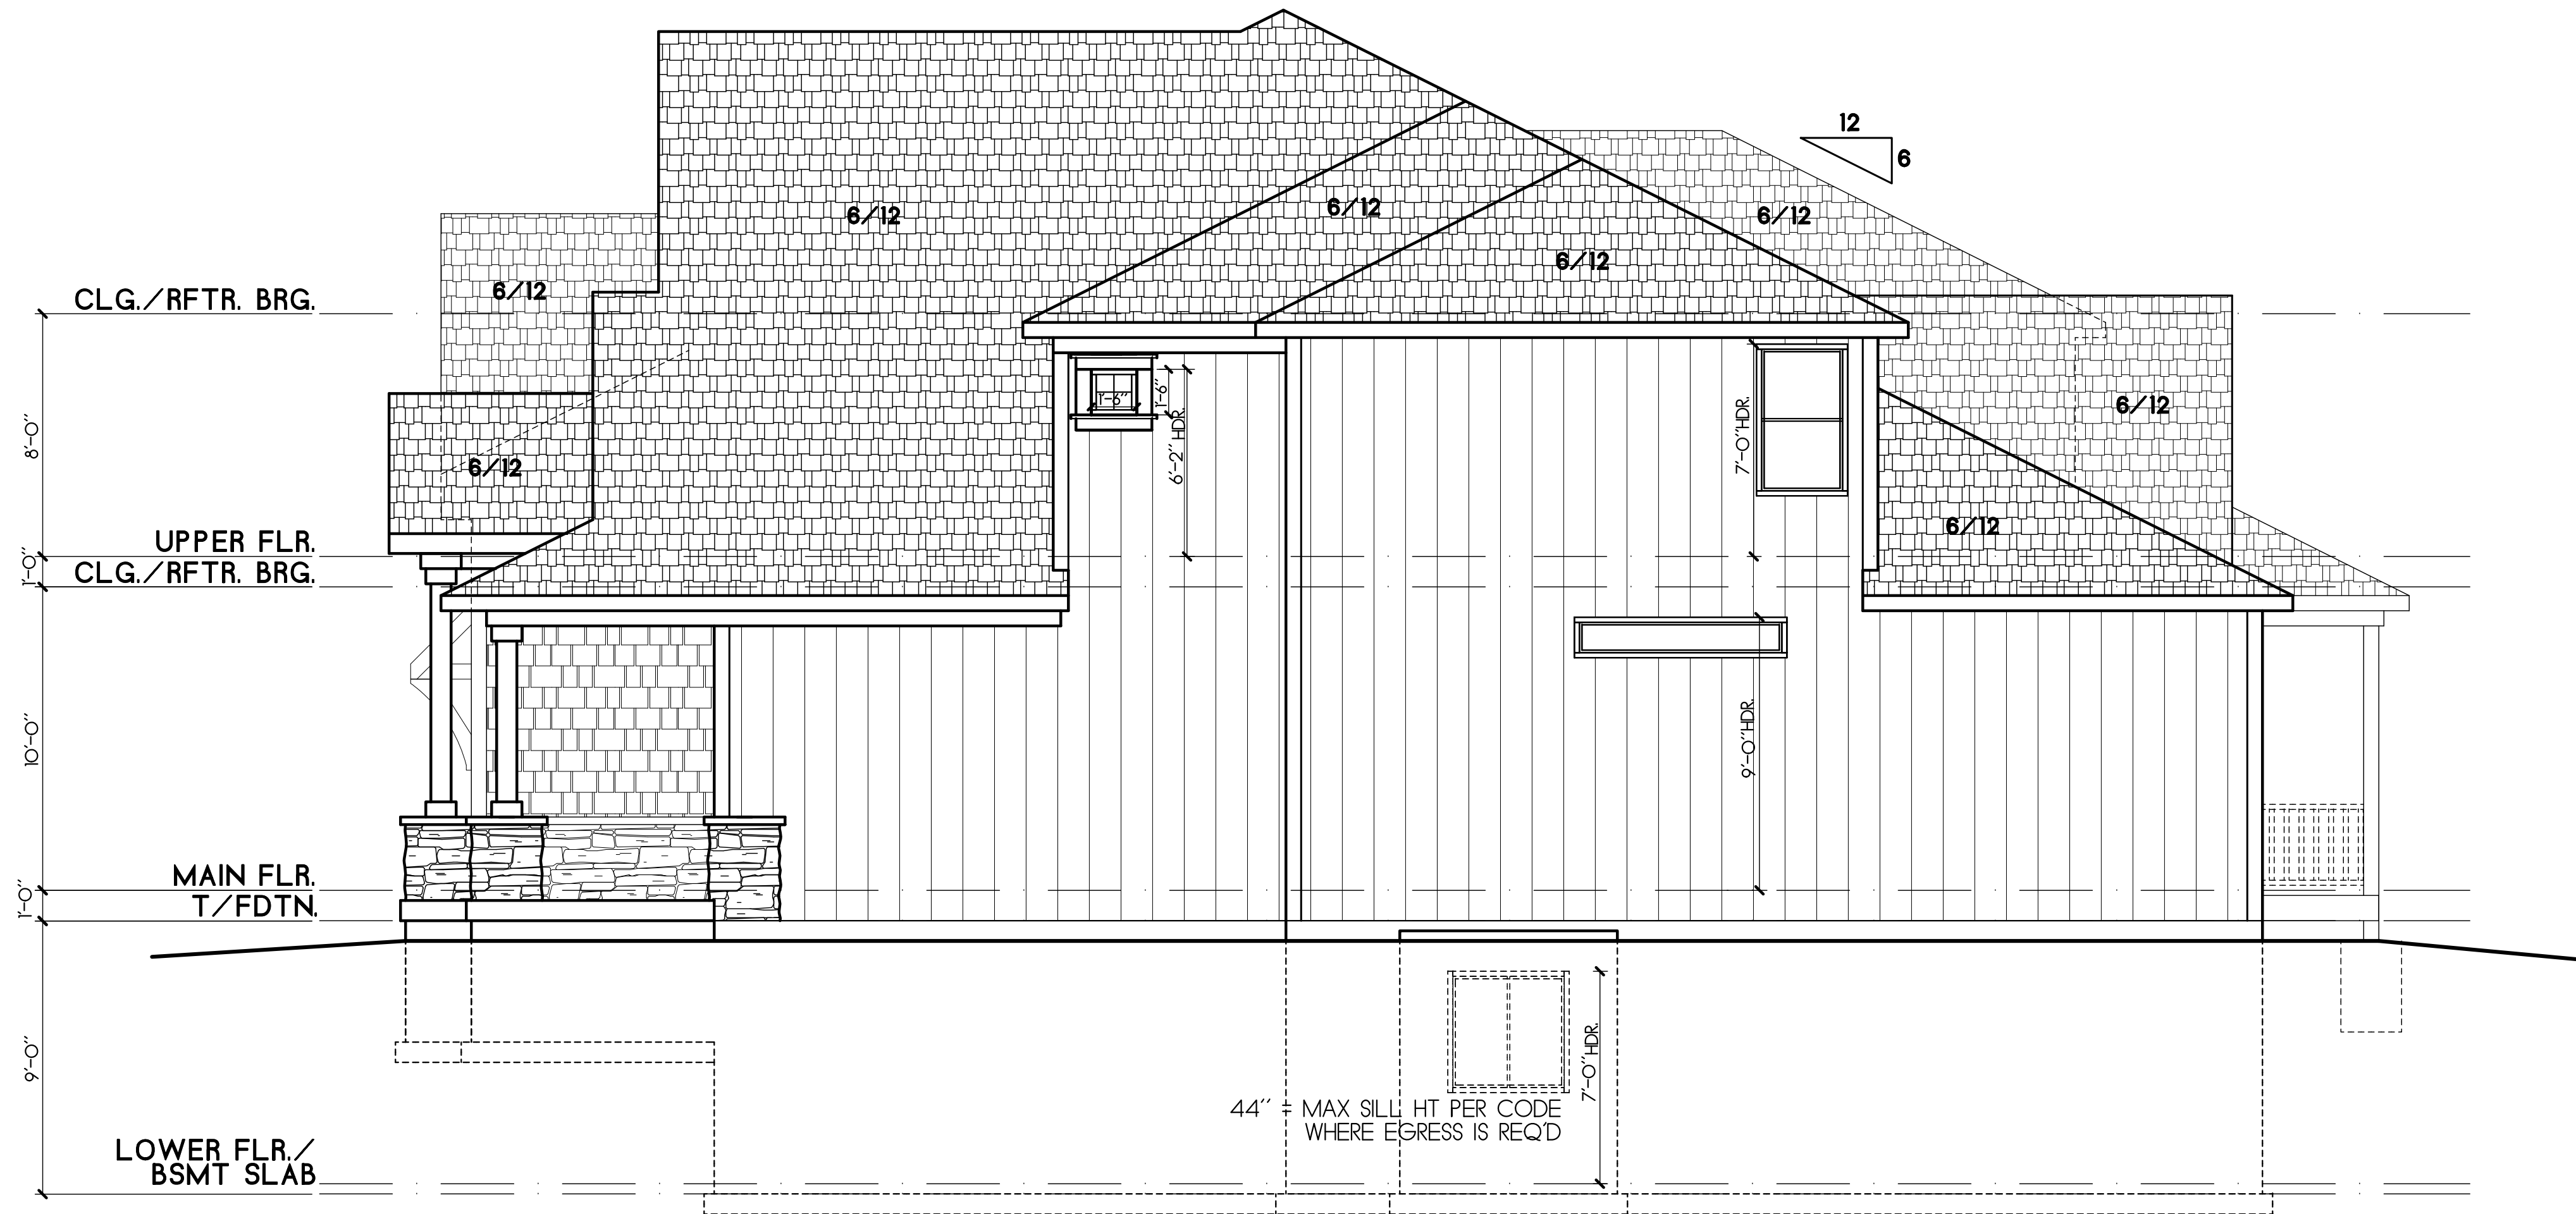 12
6
6/12
6/12
6/12
6/12
6/12
6/12
6/12
6/12
CLG./RFTR. BRG.
8'-0"
1'-6"
1'-6"
6'-2" HDR.
7'-0"HDR.
UPPER FLR.
1'-0"
CLG./RFTR. BRG.
10'-0"
9'-0"HDR.
MAIN FLR.
1'-0"
T/FDTN.
9'-0"
7'-0"HDR.
44" = MAX SILL HT PER CODE
WHERE EGRESS IS REQ'D
LOWER FLR./
BSMT SLAB